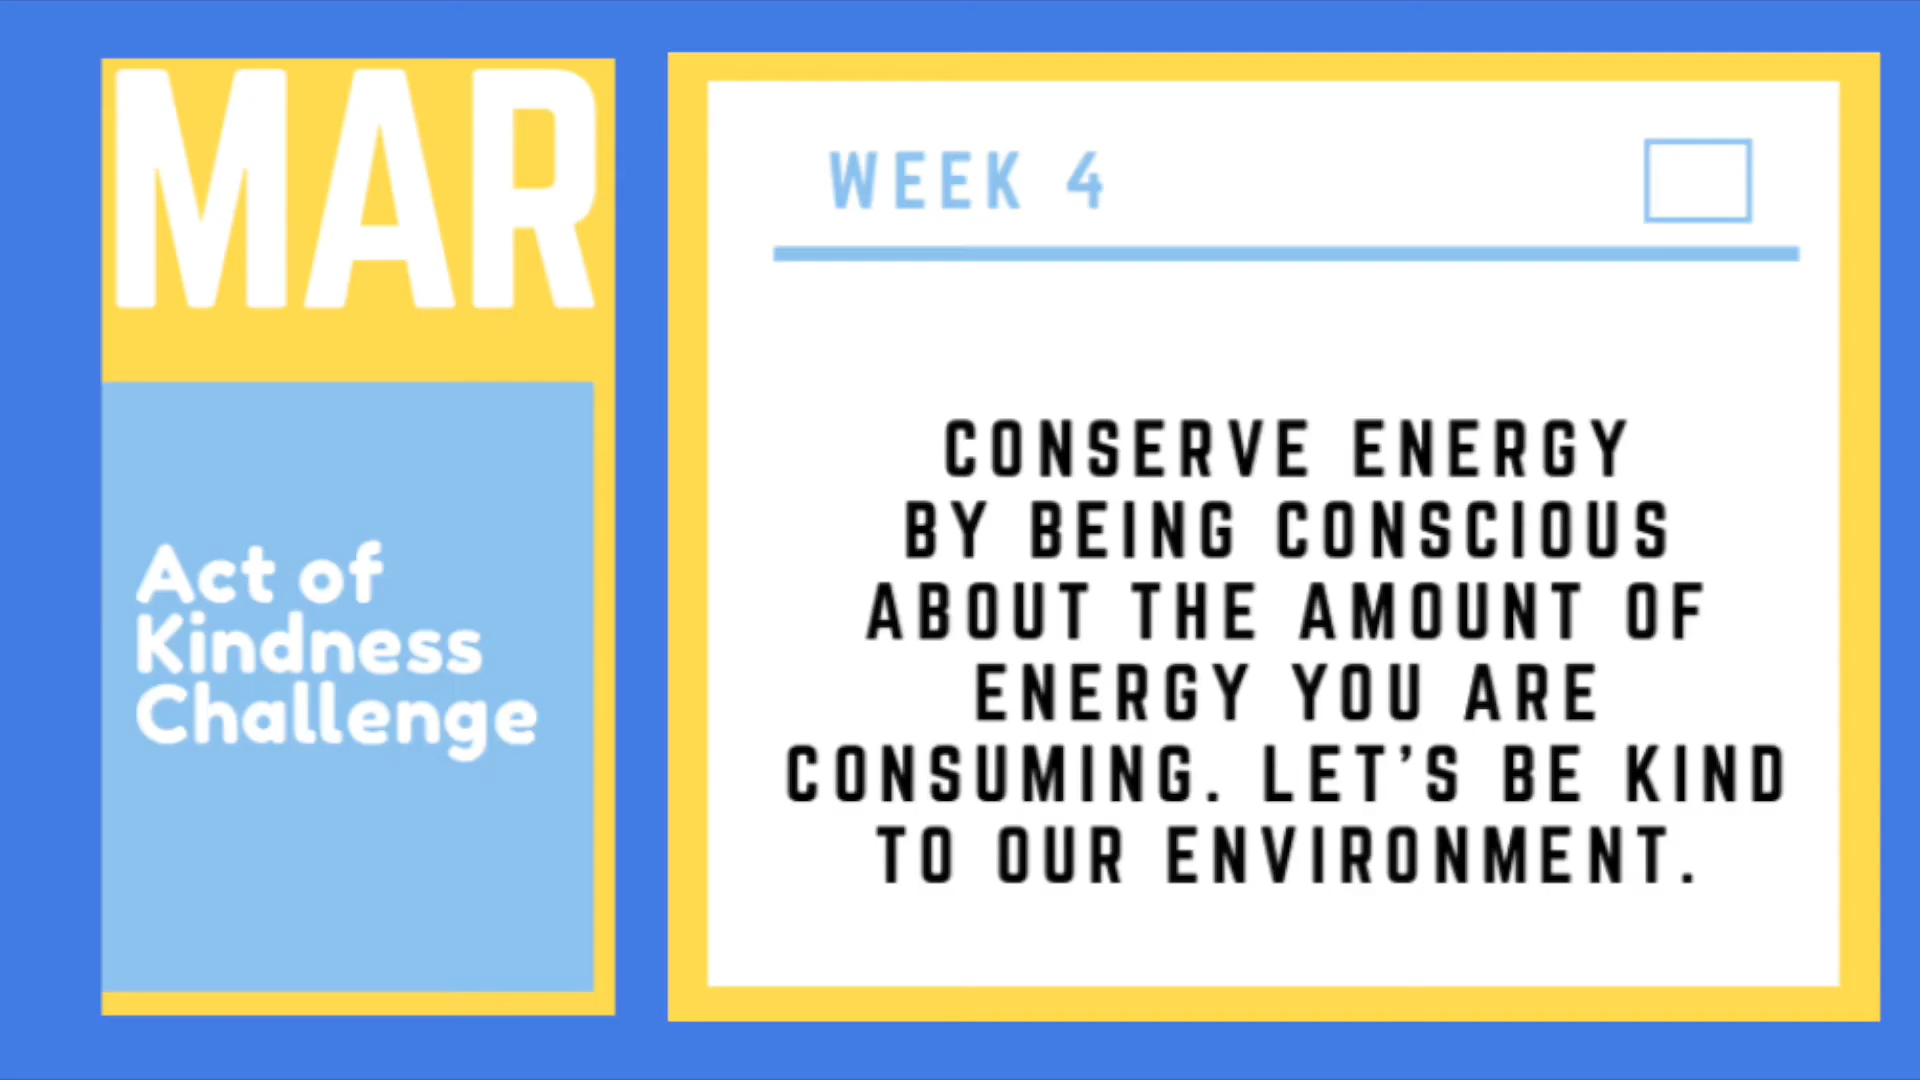 MAR
Act of
Kindness
Challenge
WEEK 4
CONSERVE ENERGY
BY BEING CONSCIOUS
ABOUT THE AMOUNT OF
ENERGY YOU ARE
CONSUMING. LET'S BE KIND
TO OUR ENVIRONMENT.